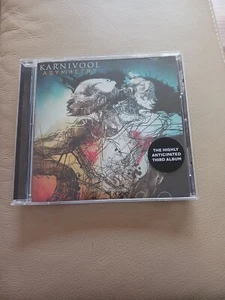 KARNIVOOL
ASYMMETRY
THE HIGHLY
ANTICIPATED
THIRD ALBUM